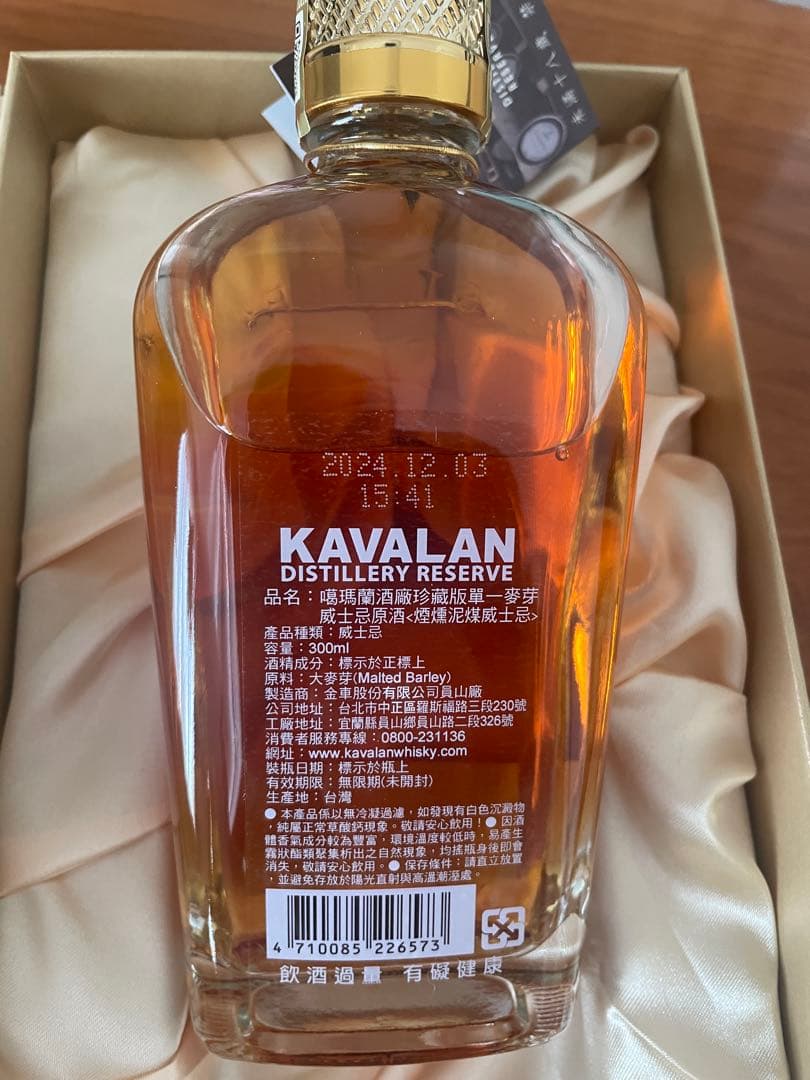 未滿十八歲
2024.12.03
15:41
KAVALAN
DISTILLERY RESERVE
品名：噶瑪蘭酒廠珍藏版單一麥芽
威士忌原酒<煙燻泥煤威士忌>
產品種類：威士忌
容量：300ml
酒精成分：標示於正標上
原料：大麥芽(Malted Barley)
製造商：金車股份有限公司員山廠
公司地址：台北市中正區羅斯福路三段230號
工廠地址：宜蘭縣員山鄉員山路二段326號
消費者服務專線：0800-231136
網址：www.kavalanwhisky.com
裝瓶日期：標示於瓶上
有效期限：無限期(未開封)
生產地：台灣
● 本產品係以無冷凝過濾，如發現有白色沉澱物
，純屬正常草酸鈣現象。敬請安心飲用！● 因酒
體香氣成分較為豐富，環境溫度較低時，易產生
霧狀酯類聚集析出之自然現象，均搖瓶身後即會
消失，敬請安心飲用。● 保存條件：請直立放置
，並避免存放於陽光直射與高溫潮溼處。
4 710085 226573
飲酒過量 有礙健康